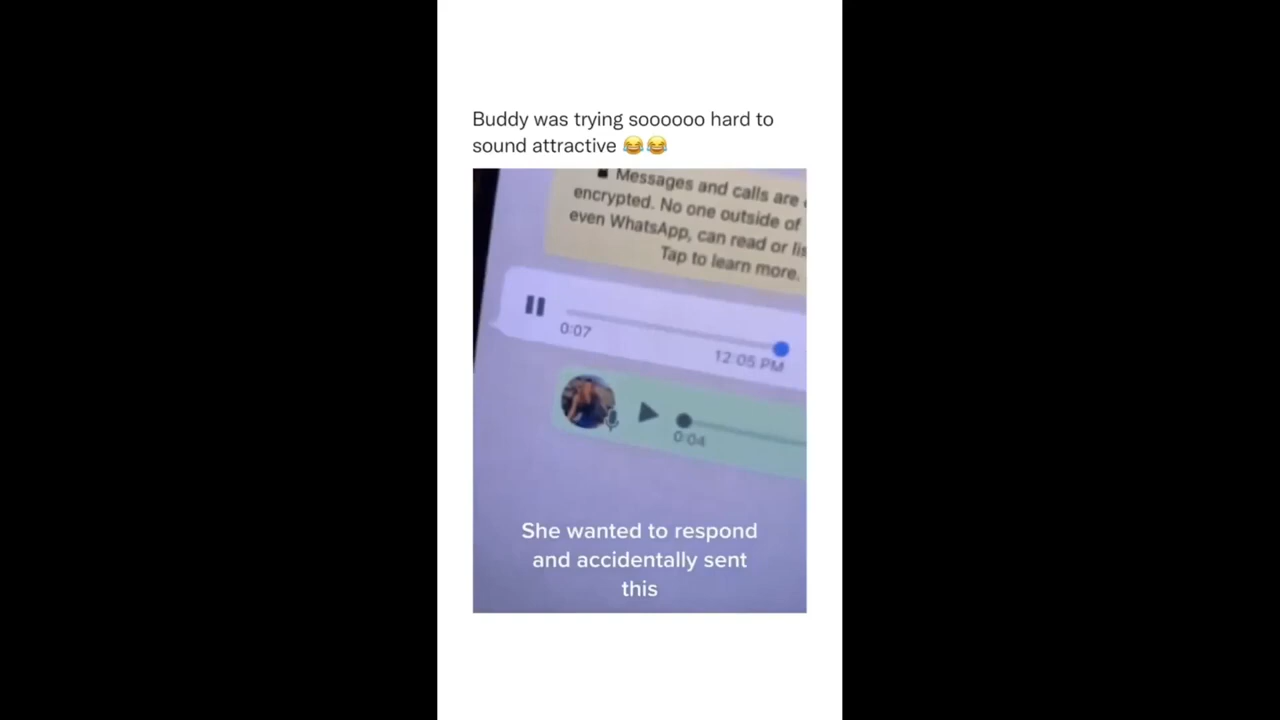 Buddy was trying soooooo hard to
sound attractive 😂😂
Messages and calls are
encrypted. No one outside of
even WhatsApp, can read or
Tap to learn more.
0:07
12:05 PM
0:04
She wanted to respond
and accidentally sent
this